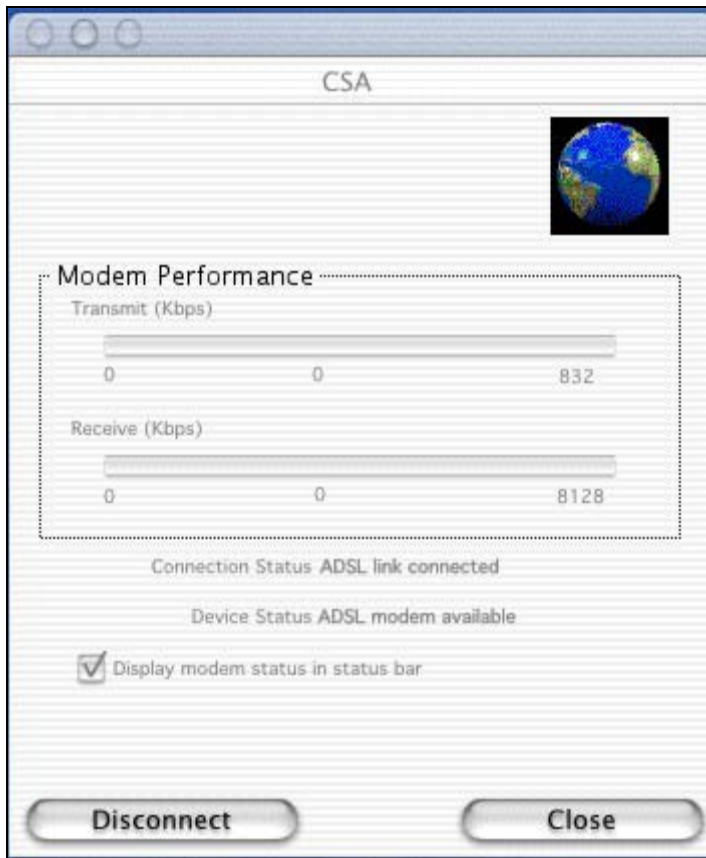 CSA
Modem Performance
Transmit (Kbps)
0 0 832
Receive (Kbps)
0 0 8128
Connection Status ADSL link connected
Device Status ADSL modem available
Display modem status in status bar
Disconnect Close